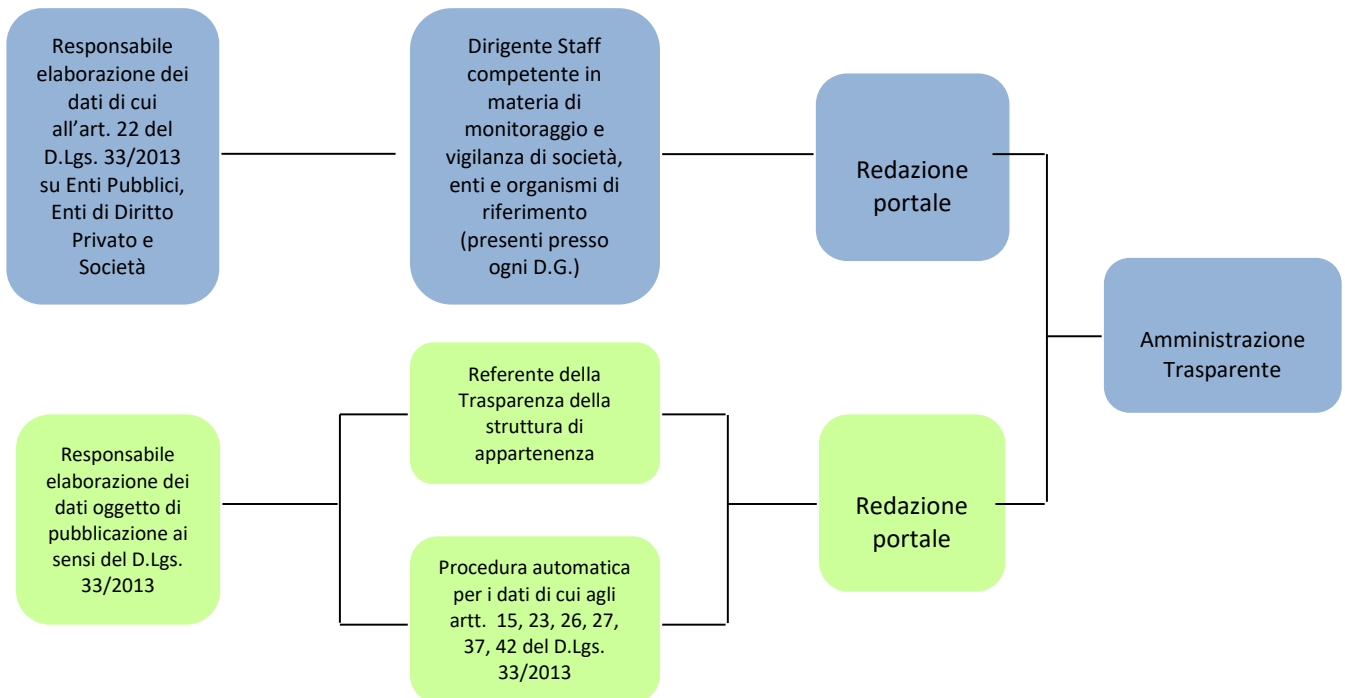 Responsabile
elaborazione dei
dati di cui
all’art. 22 del
D.Lgs. 33/2013
su Enti Pubblici,
Enti di Diritto
Privato e
Società
Dirigente Staff
competente in
materia di
monitoraggio e
vigilanza di società,
enti e organismi di
riferimento
(presenti presso
ogni D.G.)
Redazione
portale
Amministrazione
Trasparente
Responsabile
elaborazione dei
dati oggetto di
pubblicazione ai
sensi del D.Lgs.
33/2013
Referente della
Trasparenza della
struttura di
appartenenza
Procedura automatica
per i dati di cui agli
artt. 15, 23, 26, 27,
37, 42 del D.Lgs.
33/2013
Redazione
portale